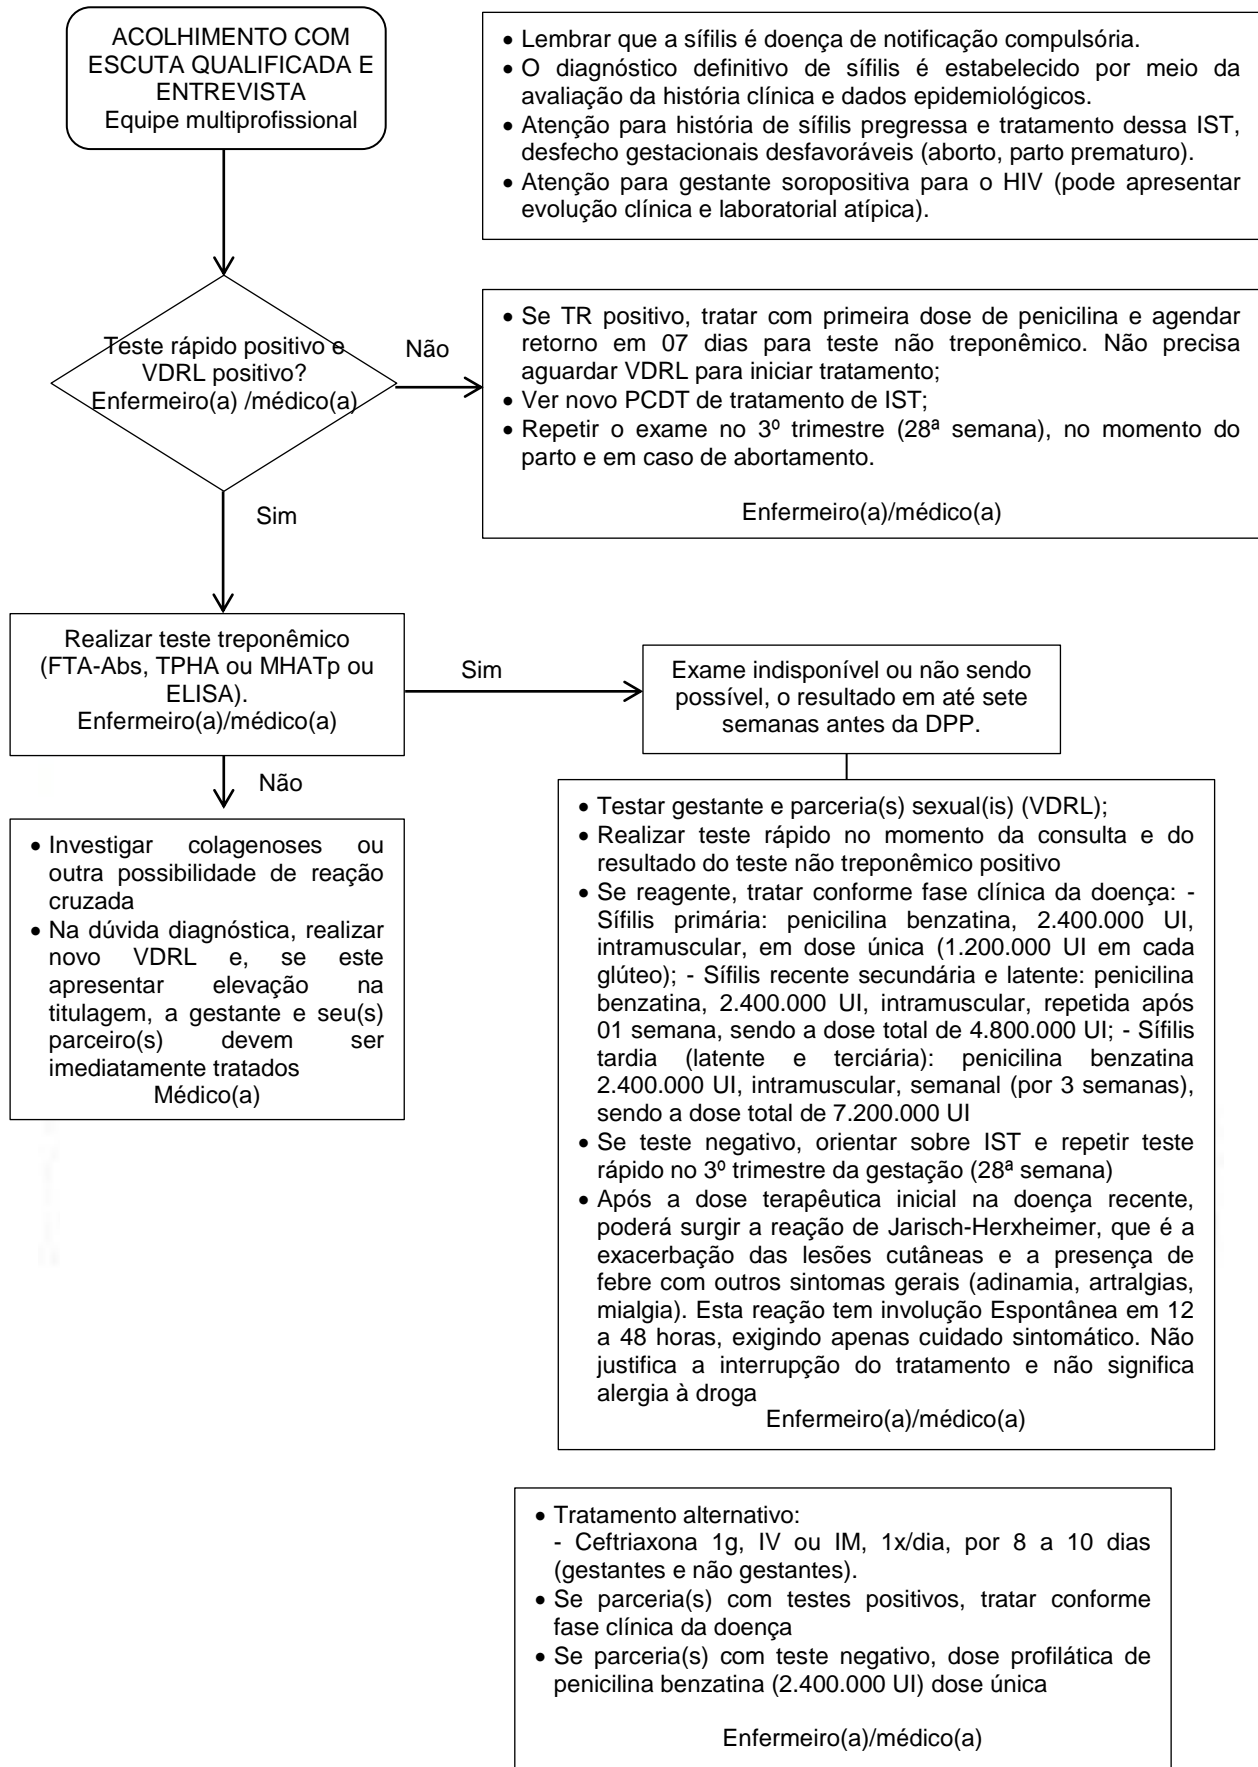 ACOLHIMENTO COM
ESCUTA QUALIFICADA E
ENTREVISTA
Equipe multiprofissional
• Lembrar que a sífilis é doença de notificação compulsória.
• O diagnóstico definitivo de sífilis é estabelecido por meio da
avaliação da história clínica e dados epidemiológicos.
• Atenção para história de sífilis pregressa e tratamento dessa IST,
desfecho gestacionais desfavoráveis (aborto, parto prematuro).
• Atenção para gestante soropositiva para o HIV (pode apresentar
evolução clínica e laboratorial atípica).
Teste rápido positivo e
VDRL positivo?
Enfermeiro(a) /médico(a)
Não
• Se TR positivo, tratar com primeira dose de penicilina e agendar
retorno em 07 dias para teste não treponêmico. Não precisa
aguardar VDRL para iniciar tratamento;
• Ver novo PCDT de tratamento de IST;
• Repetir o exame no 3º trimestre (28ª semana), no momento do
parto e em caso de abortamento.
Enfermeiro(a)/médico(a)
Sim
Realizar teste treponêmico
(FTA-Abs, TPHA ou MHATp ou
ELISA).
Enfermeiro(a)/médico(a)
Sim
Exame indisponível ou não sendo
possível, o resultado em até sete
semanas antes da DPP.
Não
• Investigar colagenoses ou
outra possibilidade de reação
cruzada
• Na dúvida diagnóstica, realizar
novo VDRL e, se este
apresentar elevação na
titulagem, a gestante e seu(s)
parceiro(s) devem ser
imediatamente tratados
Médico(a)
• Testar gestante e parceria(s) sexual(is) (VDRL);
• Realizar teste rápido no momento da consulta e do
resultado do teste não treponêmico positivo
• Se reagente, tratar conforme fase clínica da doença: -
Sífilis primária: penicilina benzatina, 2.400.000 UI,
intramuscular, em dose única (1.200.000 UI em cada
glúteo); - Sífilis recente secundária e latente: penicilina
benzatina, 2.400.000 UI, intramuscular, repetida após
01 semana, sendo a dose total de 4.800.000 UI; - Sífilis
tardia (latente e terciária): penicilina benzatina
2.400.000 UI, intramuscular, semanal (por 3 semanas),
sendo a dose total de 7.200.000 UI
• Se teste negativo, orientar sobre IST e repetir teste
rápido no 3º trimestre da gestação (28ª semana)
• Após a dose terapêutica inicial na doença recente,
poderá surgir a reação de Jarisch-Herxheimer, que é a
exacerbação das lesões cutâneas e a presença de
febre com outros sintomas gerais (adinamia, artralgias,
mialgia). Esta reação tem involução Espontânea em 12
a 48 horas, exigindo apenas cuidado sintomático. Não
justifica a interrupção do tratamento e não significa
alergia à droga
Enfermeiro(a)/médico(a)
• Tratamento alternativo:
- Ceftriaxona 1g, IV ou IM, 1x/dia, por 8 a 10 dias
(gestantes e não gestantes).
• Se parceria(s) com testes positivos, tratar conforme
fase clínica da doença
• Se parceria(s) com teste negativo, dose profilática de
penicilina benzatina (2.400.000 UI) dose única
Enfermeiro(a)/médico(a)